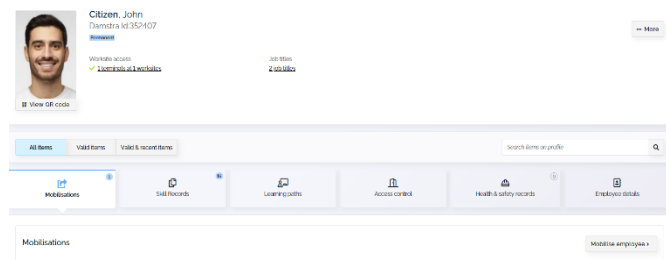 Citizen, John
Damstra Id:352407
Permanent
More
Worksite access
Job titles
1 terminals at 1 worksites
2 job titles
View QR code
All items
Valid items
Valid & recent items
Search items on profile
Mobilisations
Skill Records
Learning paths
Access control
Health & safety records
Employee details
Mobilisations
Mobilise employee